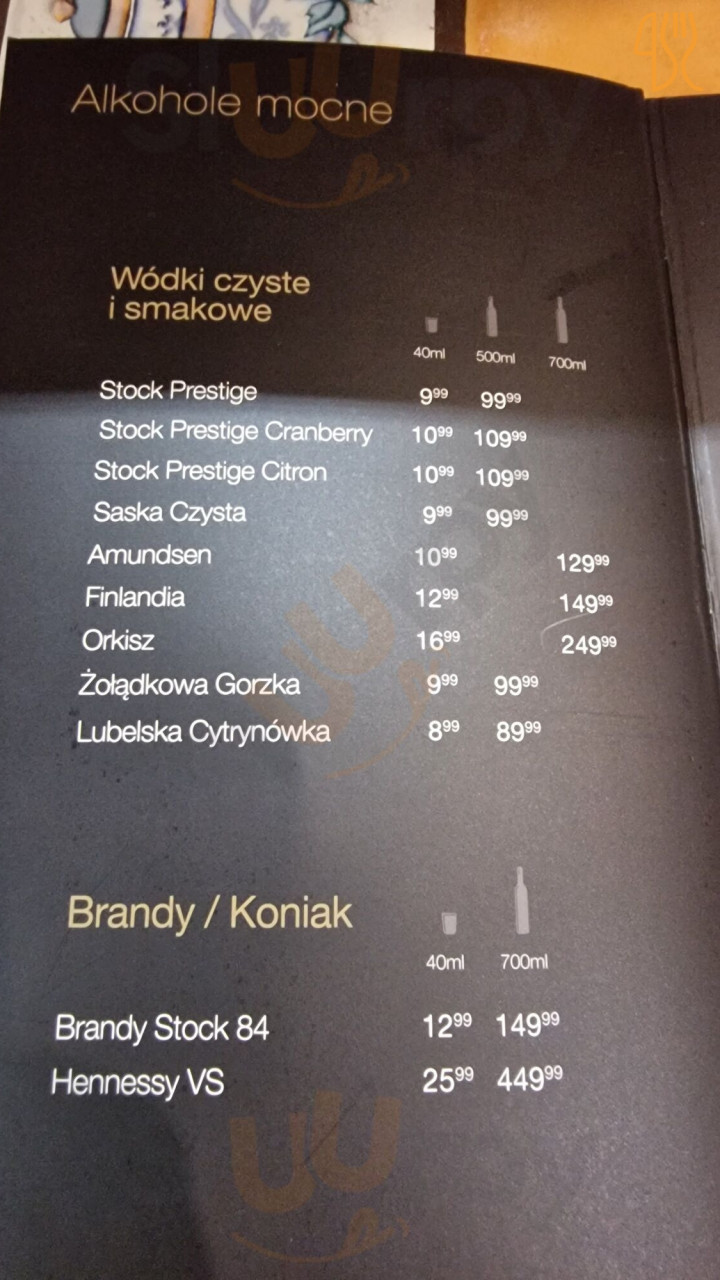 Alkohole mocne
Wódki czyste
i smakowe
40ml 500ml 700ml
Stock Prestige 9⁹⁹ 99⁹⁹
Stock Prestige Cranberry 10⁹⁹ 109⁹⁹
Stock Prestige Citron 10⁹⁹ 109⁹⁹
Saska Czysta 9⁹⁹ 99⁹⁹
Amundsen 10⁹⁹ 129⁹⁹
Finlandia 12⁹⁹ 149⁹⁹
Orkisz 16⁹⁹ 249⁹⁹
Żołądkowa Gorzka 9⁹⁹ 99⁹⁹
Lubelska Cytrynówka 8⁹⁹ 89⁹⁹
Brandy / Koniak
40ml 700ml
Brandy Stock 84 12⁹⁹ 149⁹⁹
Hennessy VS 25⁹⁹ 449⁹⁹